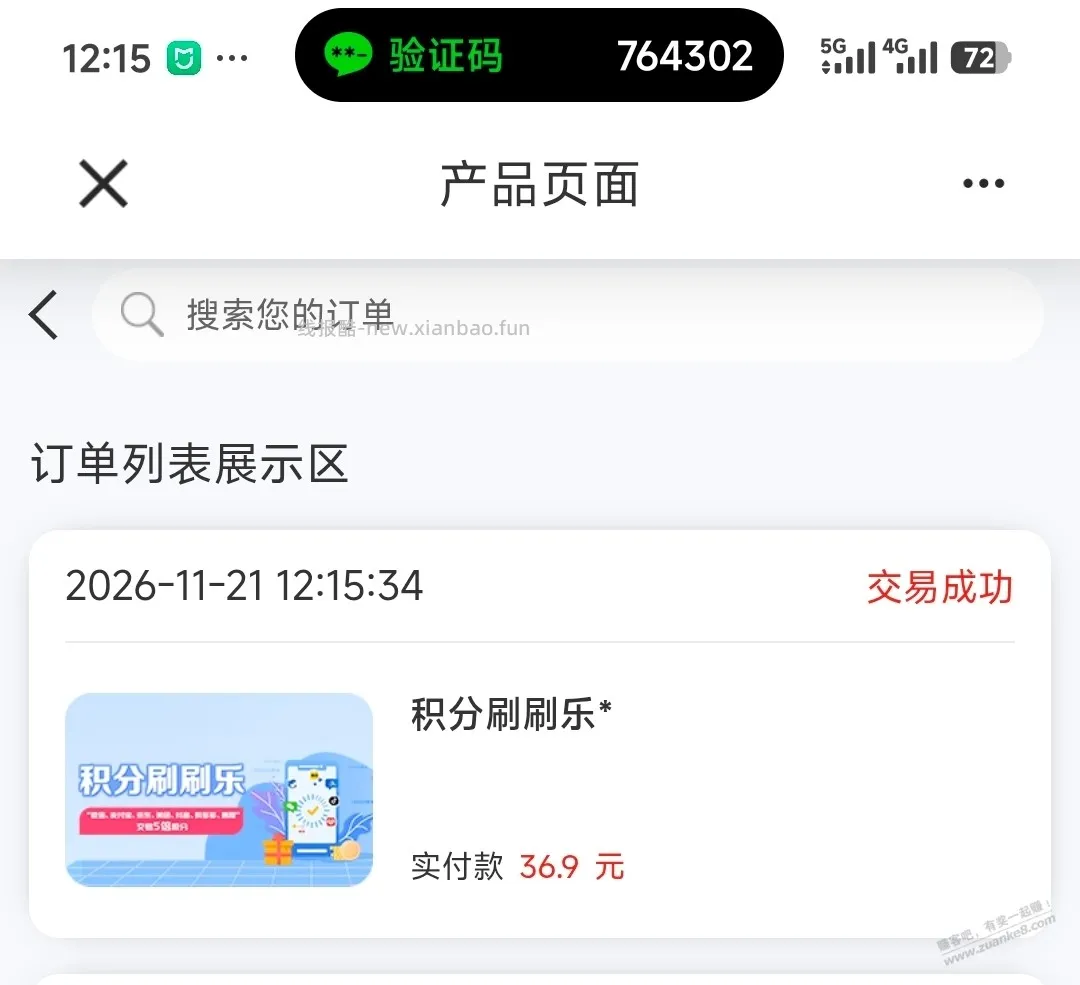 12:15
验证码 764302
5G 4G 72
产品页面
搜索您的订单
线报酷-new.xianbao.fun
订单列表展示区
2026-11-21 12:15:34 交易成功
积分刷刷乐*
积分刷刷乐
交易5倍积分
实付款 36.9 元
赚客吧，有奖一起赚！
www.zuanke8.com